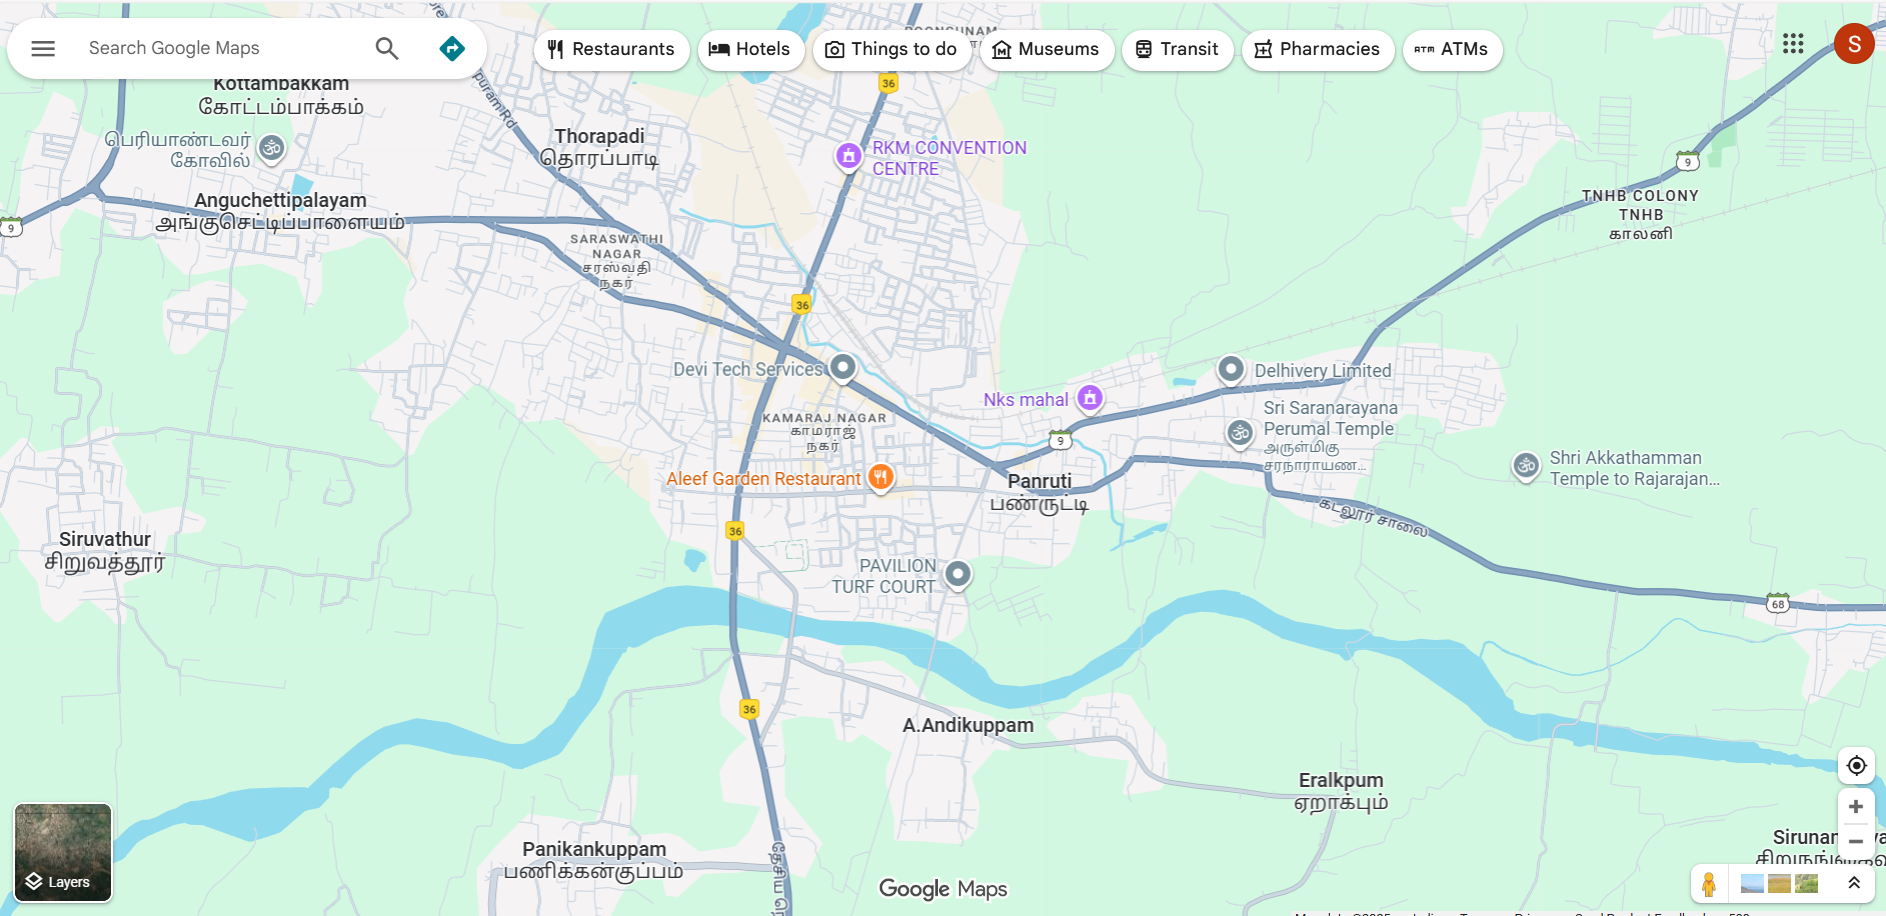 Search Google Maps
Restaurants
Hotels
Things to do
Museums
Transit
Pharmacies
ATMs
S
Kottambakkam
கோட்டம்பாக்கம்
puram Rd
36
Thorapadi
தொரப்பாடி
பெரியாண்டவர்
கோவில்
RKM CONVENTION
CENTRE
9
Anguchettipalayam
அங்குசெட்டிப்பாளையம்
TNHB COLONY
TNHB
காலனி
9
SARASWATHI
NAGAR
சரஸ்வதி
நகர்
36
Devi Tech Services
Delhivery Limited
Nks mahal
Sri Saranarayana
Perumal Temple
அருள்மிகு
சரநாராயண...
KAMARAJ NAGAR
காமராஜ்
நகர்
9
Shri Akkathamman
Temple to Rajarajan...
Aleef Garden Restaurant
Panruti
பண்ருட்டி
கடலூர் சாலை
36
Siruvathur
சிறுவத்தூர்
PAVILION
TURF COURT
68
36
A.Andikuppam
Eralkpum
ஏறாக்பும்
Panikankuppam
பணிக்கன்குப்பம்
Layers
Google Maps